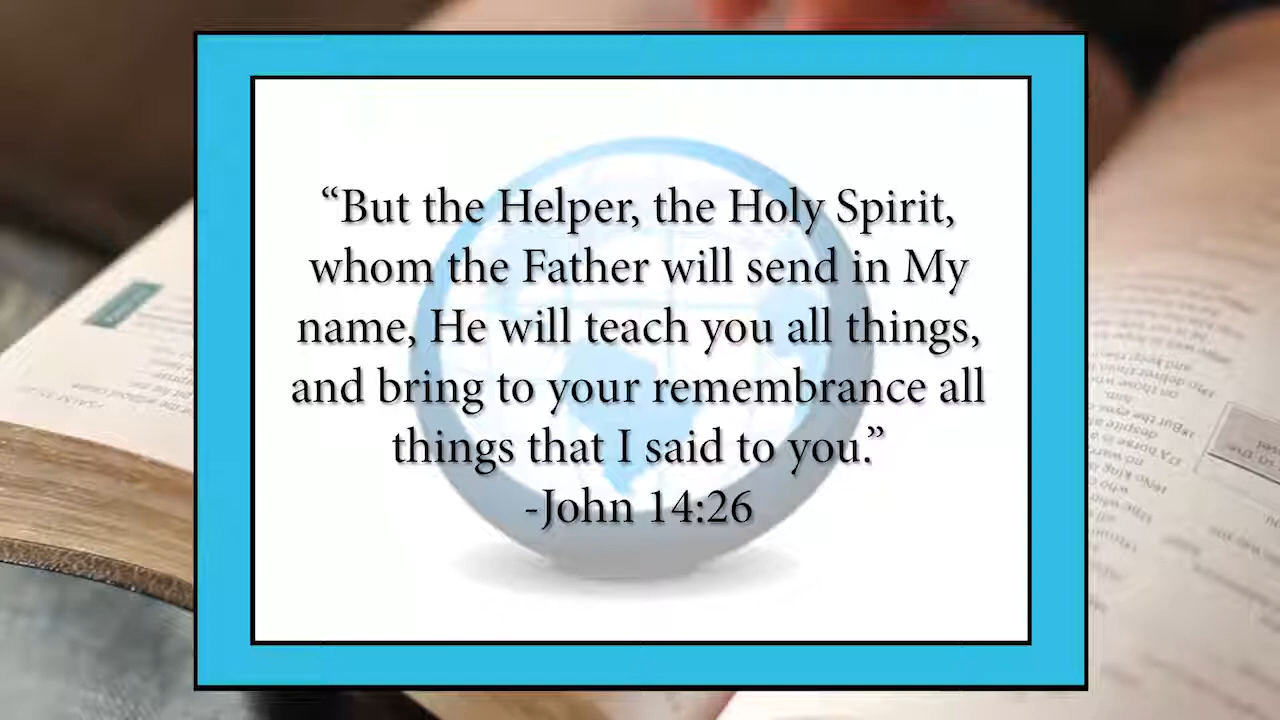 “But the Helper, the Holy Spirit,
whom the Father will send in My
name, He will teach you all things,
and bring to your remembrance all
things that I said to you.”
-John 14:26